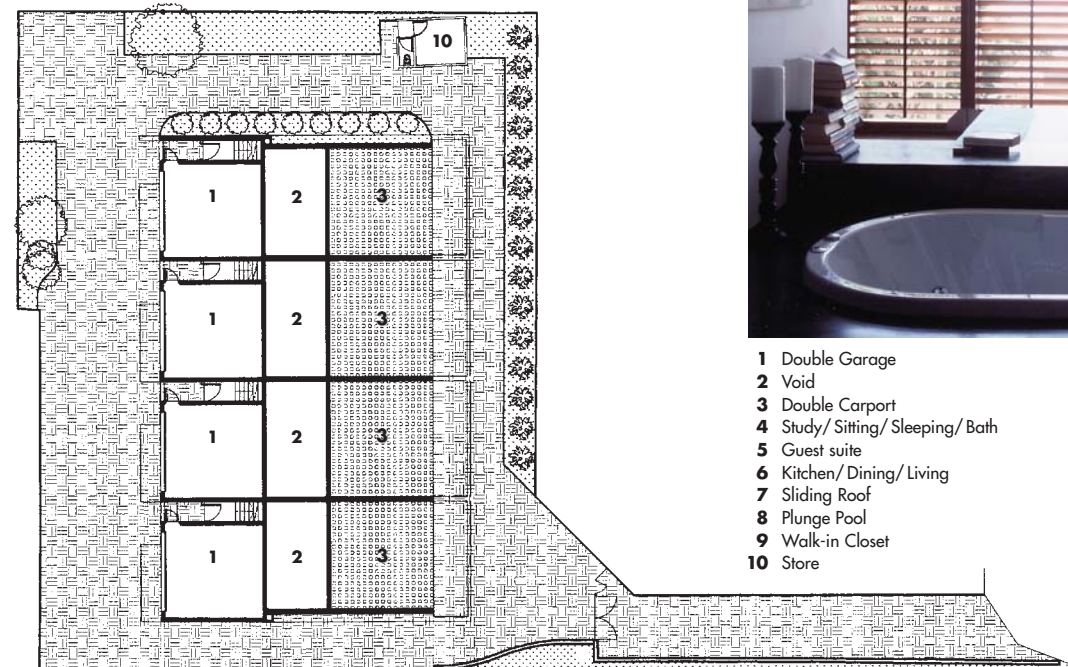 10
1 2 3
1 2 3
1 2 3
1 2 3
1 Double Garage
2 Void
3 Double Carport
4 Study/Sitting/Sleeping/Bath
5 Guest suite
6 Kitchen/Dining/Living
7 Sliding Roof
8 Plunge Pool
9 Walk-in Closet
10 Store